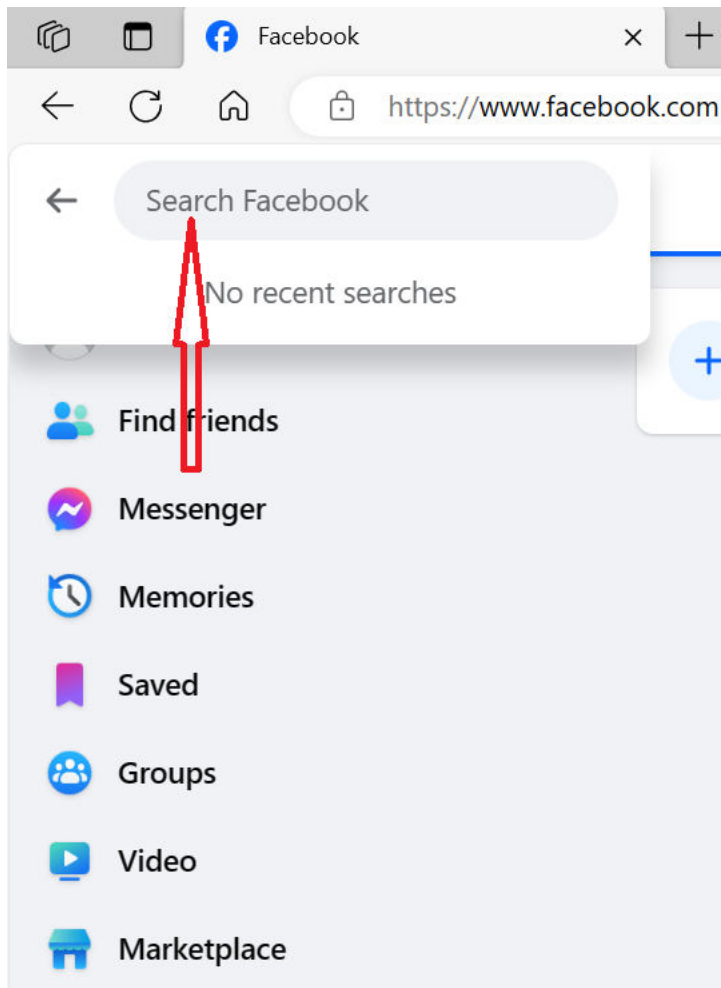 Facebook
https://www.facebook.com
Search Facebook
No recent searches
Find friends
Messenger
Memories
Saved
Groups
Video
Marketplace